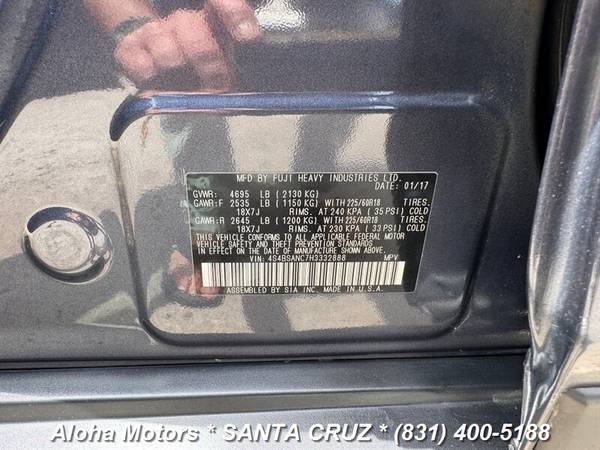 MFD BY FUJI HEAVY INDUSTRIES LTD.
DATE: 01/17
GVWR: 4695 LB ( 2130 KG)
GAWR:F 2535 LB ( 1150 KG) WITH 225/60R18 TIRES.
18X7J RIMS. AT 240 KPA ( 35 PSI) COLD
GAWR:R 2645 LB ( 1200 KG) WITH 225/60R18 TIRES.
18X7J RIMS. AT 230 KPA ( 33 PSI) COLD
THIS VEHICLE CONFORMS TO ALL APPLICABLE FEDERAL MOTOR
VEHICLE SAFETY AND THEFT PREVENTION STANDARDS
IN EFFECT ON THE DATE OF MANUFACTURE SHOWN ABOVE.
VIN: 4S4BSANC7H3332888 MPV
ASSEMBLED BY SIA INC. MADE IN U.S.A.
Aloha Motors * SANTA CRUZ * (831) 400-5188